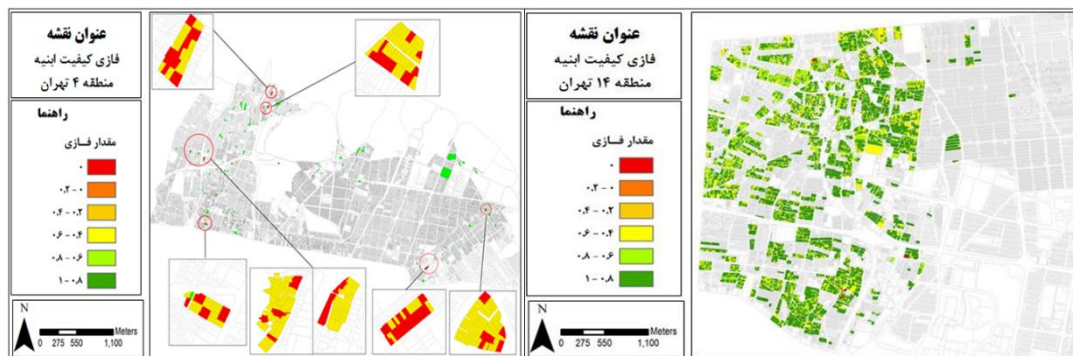 عنوان نقشه
فازی کیفیت ابنیه
منطقه ۴ تهران
راهنما
مقدار فازی
۰
۰.۲ - ۰
۰.۴ - ۰.۲
۰.۶ - ۰.۴
۰.۸ - ۰.۶
۱ - ۰.۸
N
Meters
0 275 550 1,100
عنوان نقشه
فازی کیفیت ابنیه
منطقه ۱۴ تهران
راهنما
مقدار فازی
۰
۰.۲ - ۰
۰.۴ - ۰.۲
۰.۶ - ۰.۴
۰.۸ - ۰.۶
۱ - ۰.۸
N
Meters
0 275 550 1,100